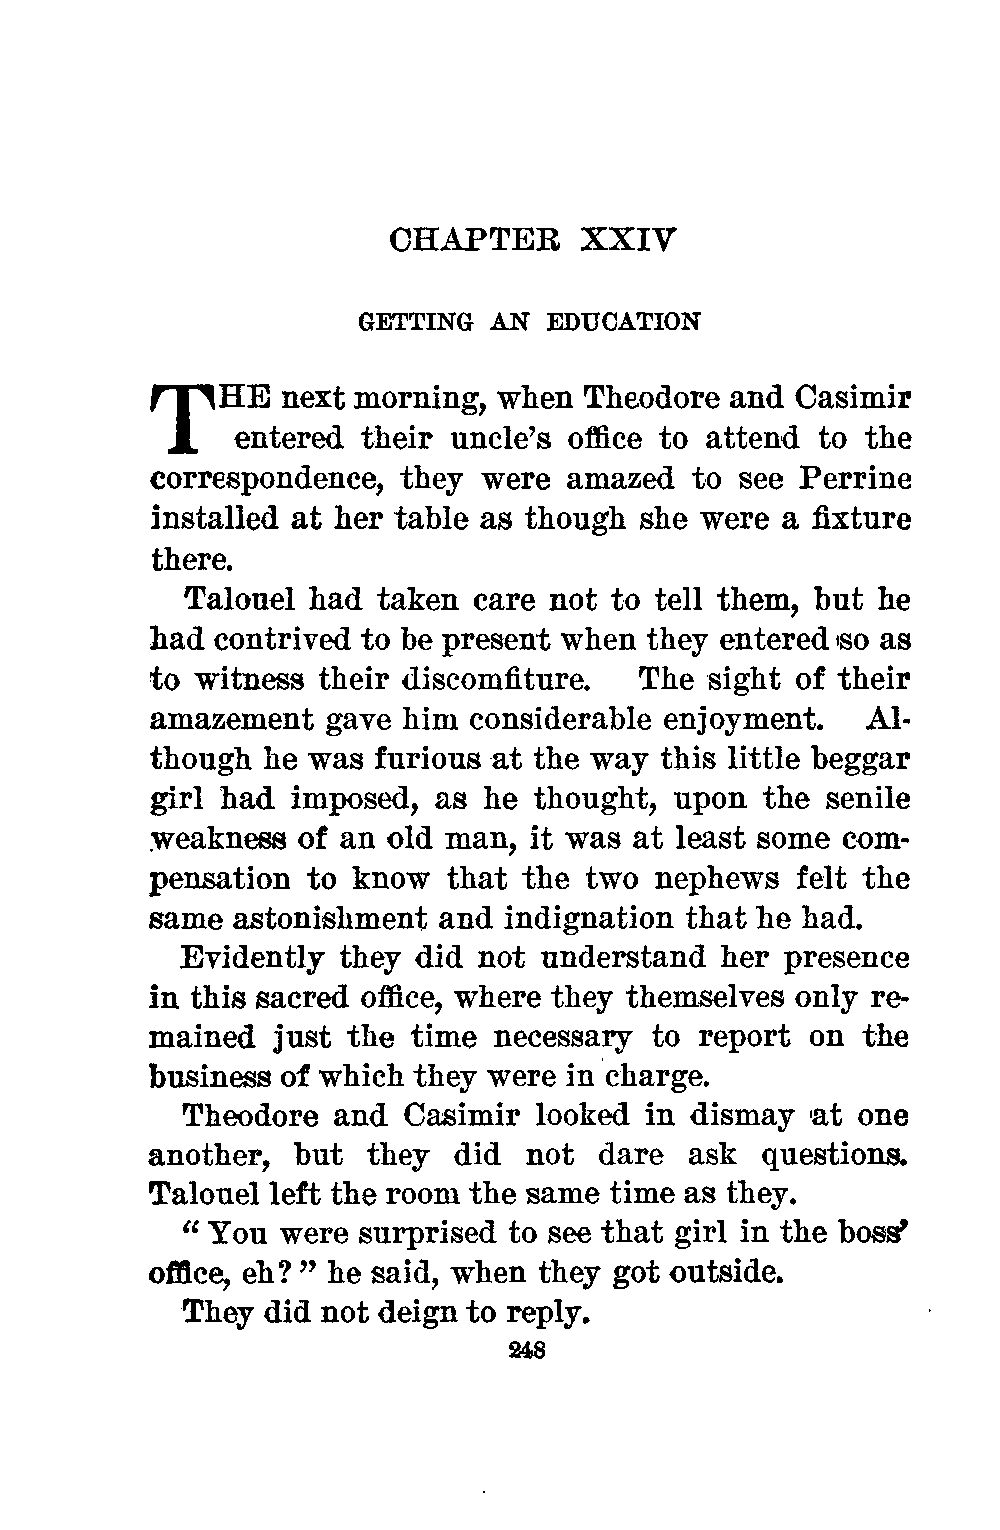 CHAPTER XXIV
GETTING AN EDUCATION
THE next morning, when Theodore and Casimir
entered their uncle's office to attend to the
correspondence, they were amazed to see Perrine
installed at her table as though she were a fixture
there.
Talouel had taken care not to tell them, but he
had contrived to be present when they entered so as
to witness their discomfiture. The sight of their
amazement gave him considerable enjoyment. Al-
though he was furious at the way this little beggar
girl had imposed, as he thought, upon the senile
weakness of an old man, it was at least some com-
pensation to know that the two nephews felt the
same astonishment and indignation that he had.
Evidently they did not understand her presence
in this sacred office, where they themselves only re-
mained just the time necessary to report on the
business of which they were in charge.
Theodore and Casimir looked in dismay at one
another, but they did not dare ask questions.
Talouel left the room the same time as they.
“ You were surprised to see that girl in the boss’
office, eh? ” he said, when they got outside.
They did not deign to reply.
248